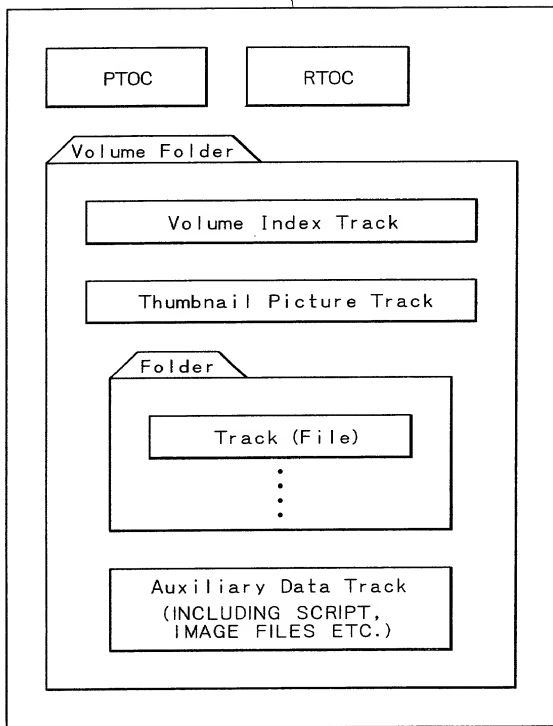 PTOC
RTOC
Volume Folder
Volume Index Track
Thumbnail Picture Track
Folder
Track (File)
Auxiliary Data Track
(INCLUDING SCRIPT,
IMAGE FILES ETC.)